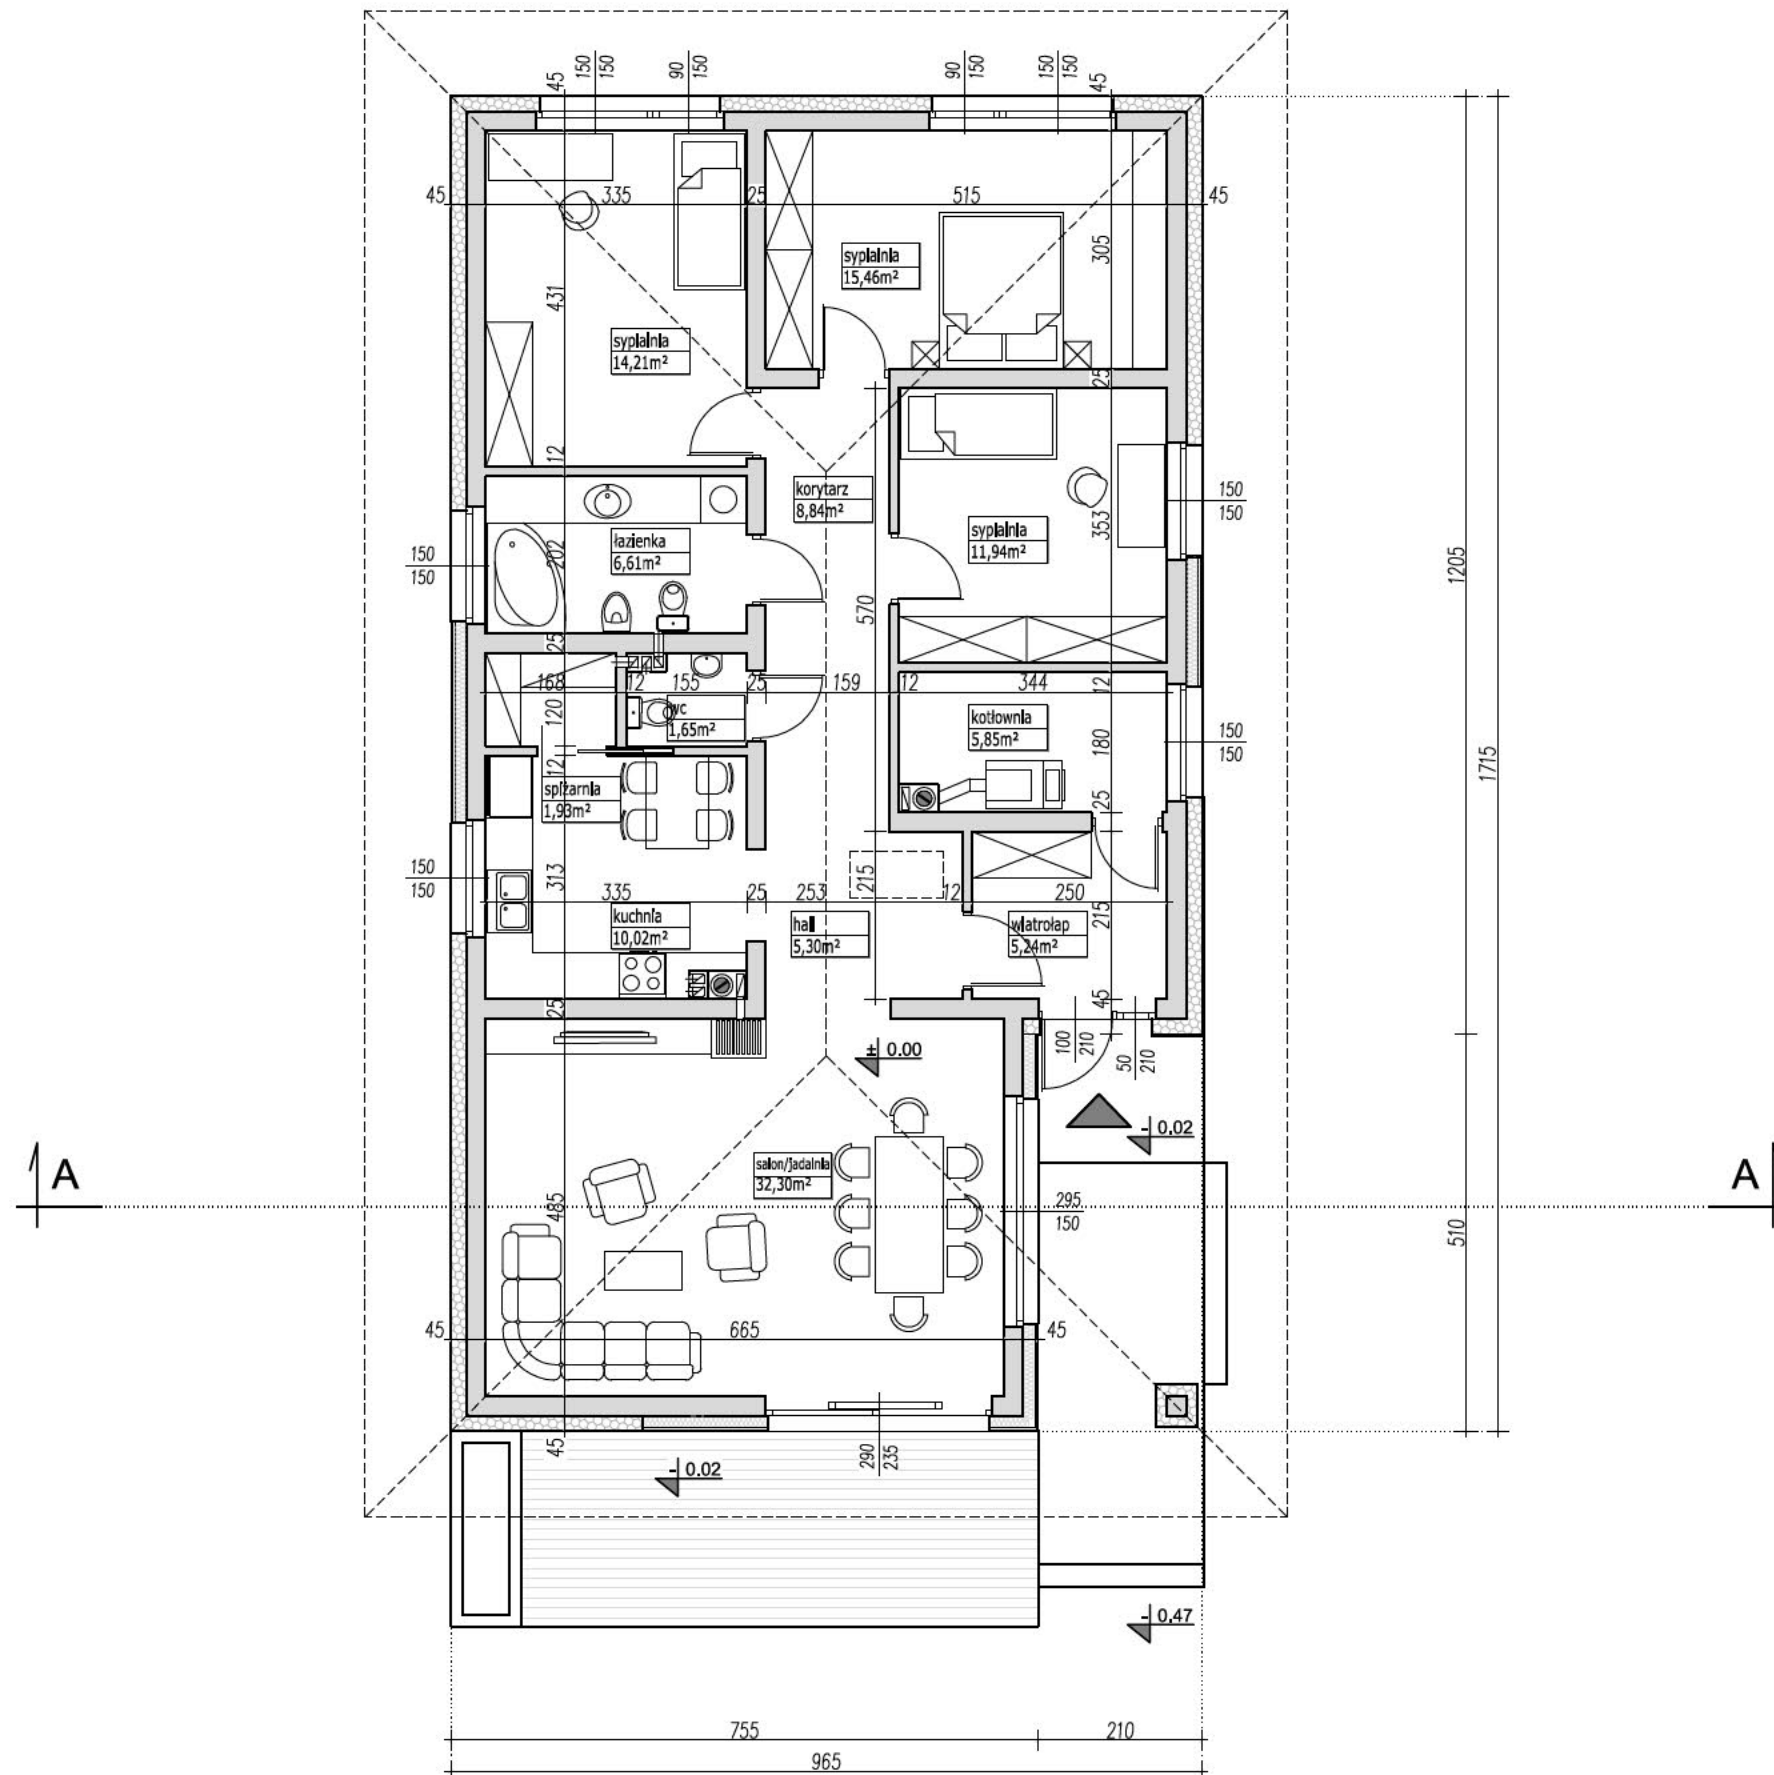 45
150
150
90
150
90
150
150
150
45
45
335
25
515
45
305
431
sypialnia
15,46m²
sypialnia
14,21m²
25
12
korytarz
8,84m²
150
150
353
sypialnia
11,94m²
łazienka
6,61m²
202
150
150
1205
570
25
168
12
155
25
159
12
344
12
120
wc
1,65m²
kotłownia
5,85m²
180
150
150
1715
12
spiżarnia
1,93m²
25
150
150
313
335
25
253
215
12
250
215
kuchnia
10,02m²
hall
5,30m²
wiatrołap
5,24m²
25
45
± 0.00
100
210
50
210
- 0.02
salon/jadalnia
32,30m²
A
A
485
295
150
510
45
665
45
45
290
235
- 0.02
- 0.47
755
210
965